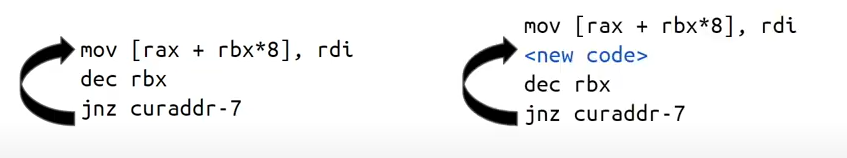 mov [rax + rbx*8], rdi
dec rbx
jnz curaddr-7
mov [rax + rbx*8], rdi
<new code>
dec rbx
jnz curaddr-7